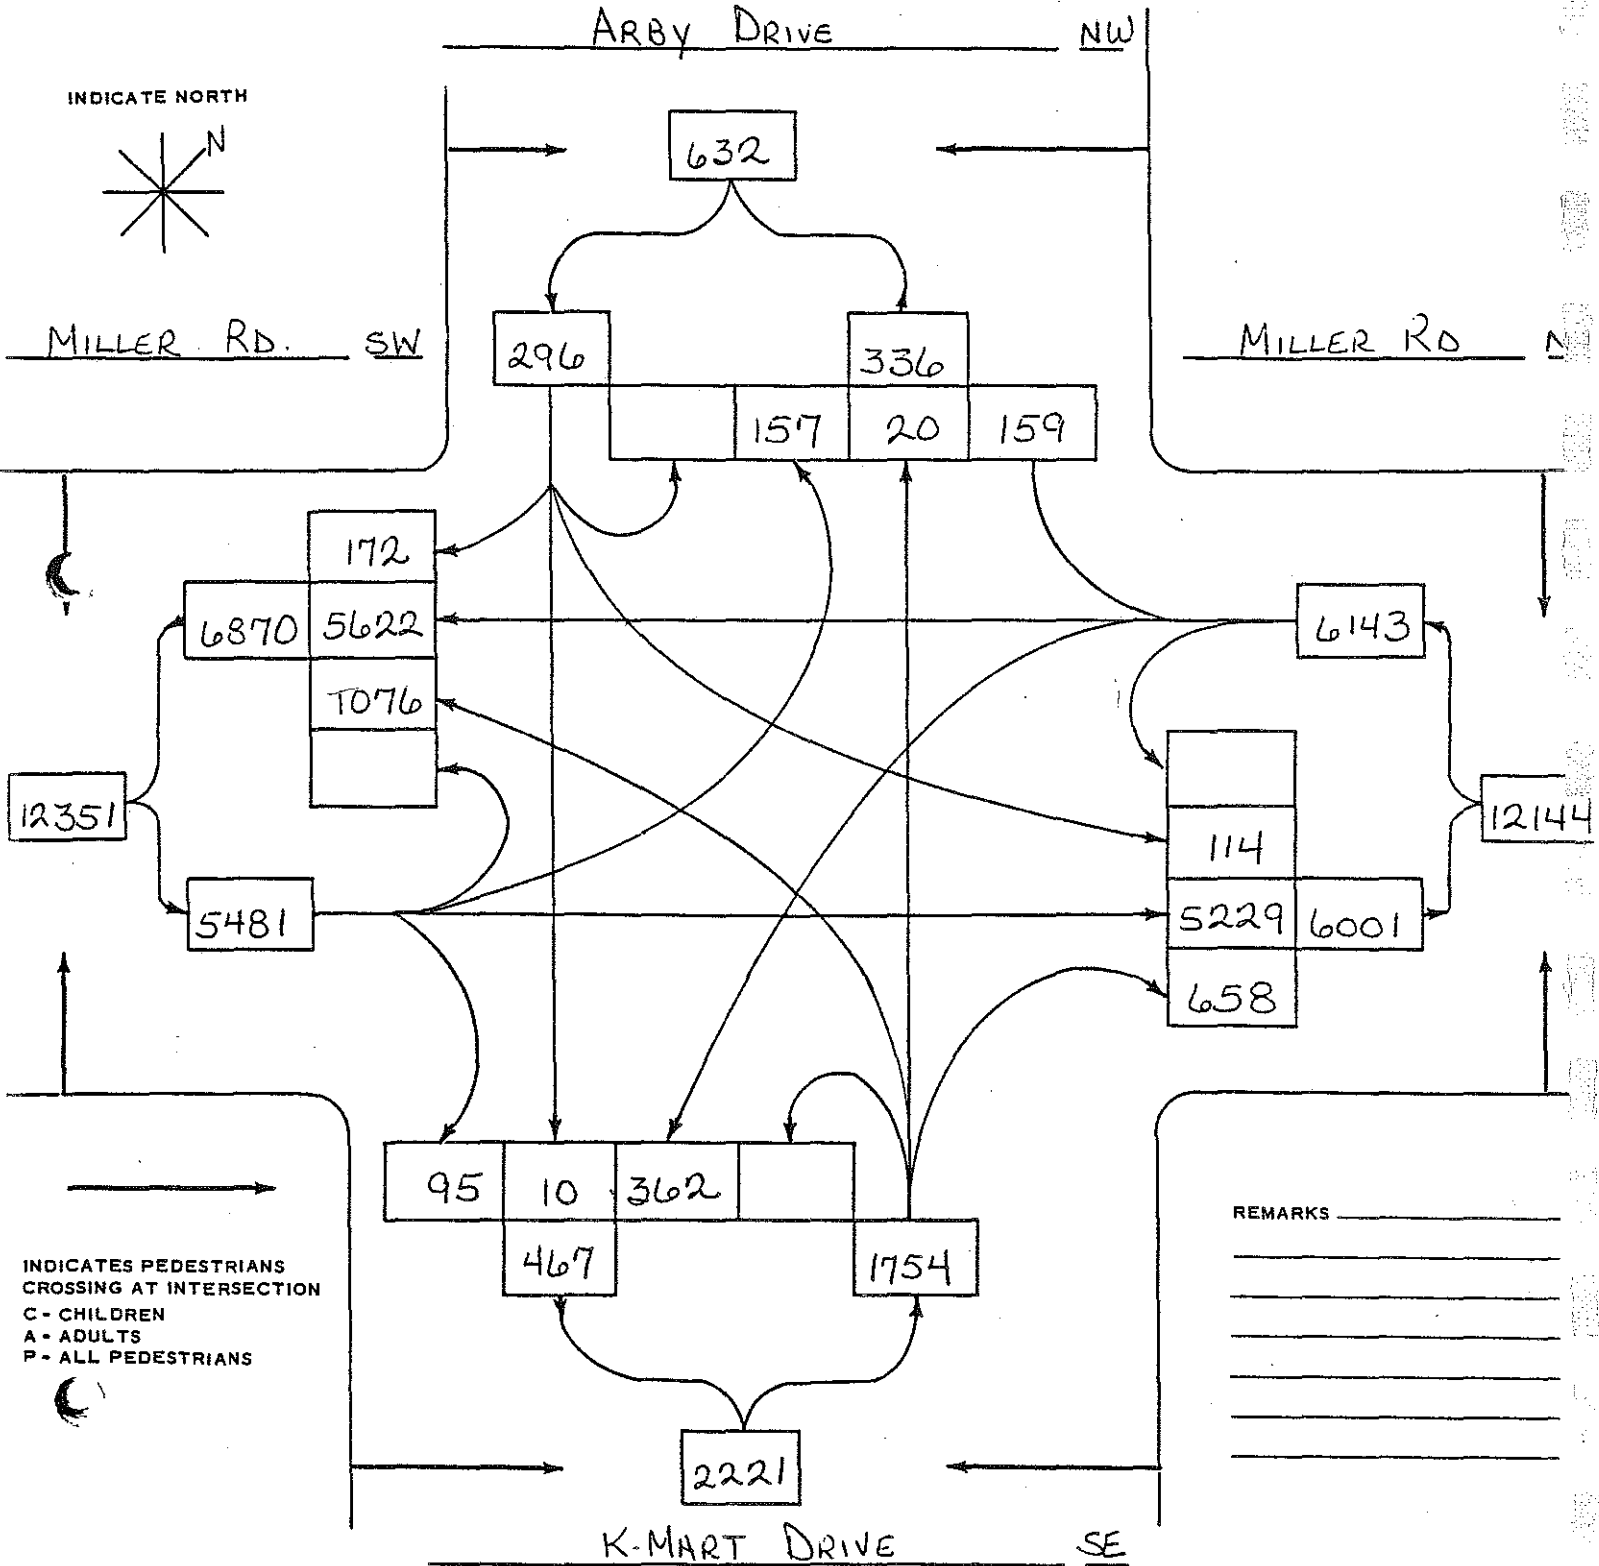 ARBY DRIVE NW
INDICATE NORTH
N
632
MILLER RD. SW
MILLER RD
296
336
157
20
159
172
6870 5622
6143
1076
12351
12144
114
5481
5229 6001
658
95 10 362
467
1754
INDICATES PEDESTRIANS
CROSSING AT INTERSECTION
C - CHILDREN
A - ADULTS
P - ALL PEDESTRIANS
REMARKS
2221
K-MART DRIVE SE